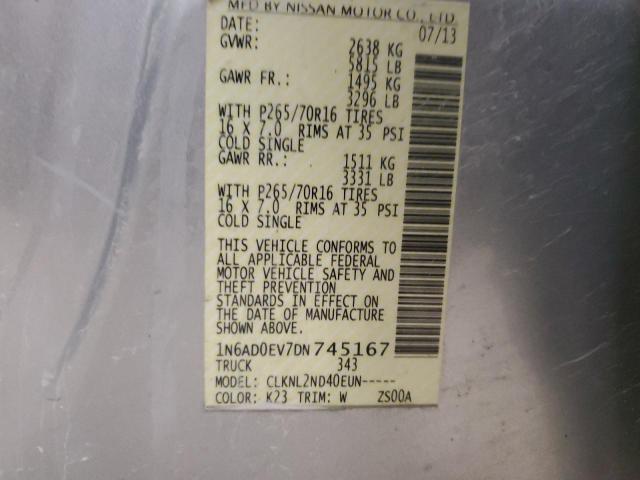 MFD BY NISSAN MOTOR CO., LTD.
DATE: 07/13
GVWR: 2638 KG
5815 LB
GAWR FR.: 1495 KG
3296 LB
WITH P265/70R16 TIRES
16 X 7.0 RIMS AT 35 PSI
COLD SINGLE
GAWR RR.: 1511 KG
3331 LB
WITH P265/70R16 TIRES
16 X 7.0 RIMS AT 35 PSI
COLD SINGLE
THIS VEHICLE CONFORMS TO
ALL APPLICABLE FEDERAL
MOTOR VEHICLE SAFETY AND
THEFT PREVENTION
STANDARDS IN EFFECT ON
THE DATE OF MANUFACTURE
SHOWN ABOVE.
1N6AD0EV7DN745167
TRUCK 343
MODEL: CLKNL2ND40EUN-----
COLOR: K23 TRIM: W ZS00A